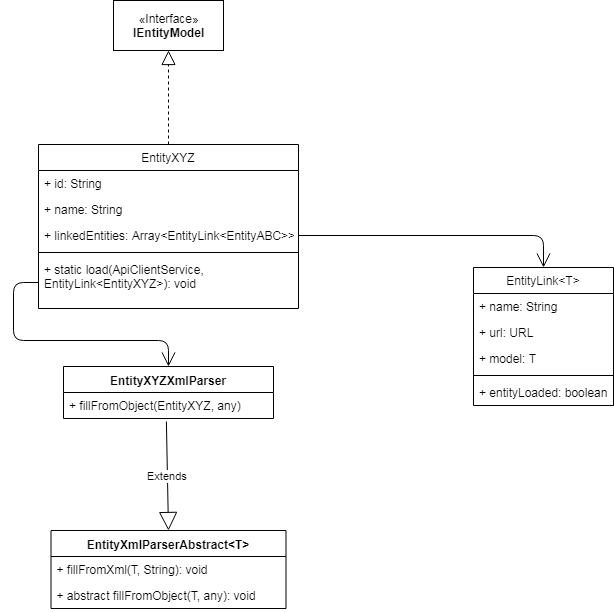 «Interface»
IEntityModel
EntityXYZ
+ id: String
+ name: String
+ linkedEntities: Array<EntityLink<EntityABC>>
+ static load(ApiClientService,
EntityLink<EntityXYZ>): void
EntityLink<T>
+ name: String
+ url: URL
+ model: T
+ entityLoaded: boolean
EntityXYZXmlParser
+ fillFromObject(EntityXYZ, any)
Extends
EntityXmlParserAbstract<T>
+ fillFromXml(T, String): void
+ abstract fillFromObject(T, any): void